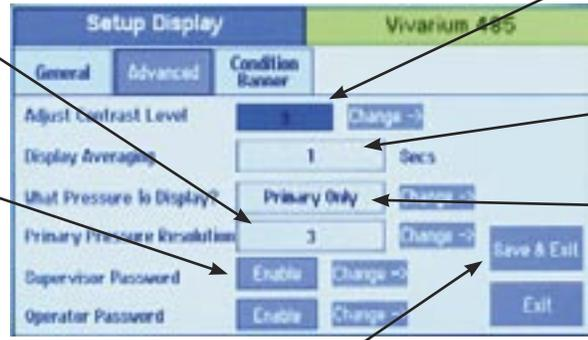 Setup Display Vivarium 485
General Advanced Condition Banner
Adjust Contrast Level Change ->
Display Averaging 1 Secs
What Pressure To Display? Primary Only Change ->
Primary Pressure Resolution 3 Change ->
Supervisor Password Enable Change =>
Operator Password Enable Change ->
Save & Exit
Exit